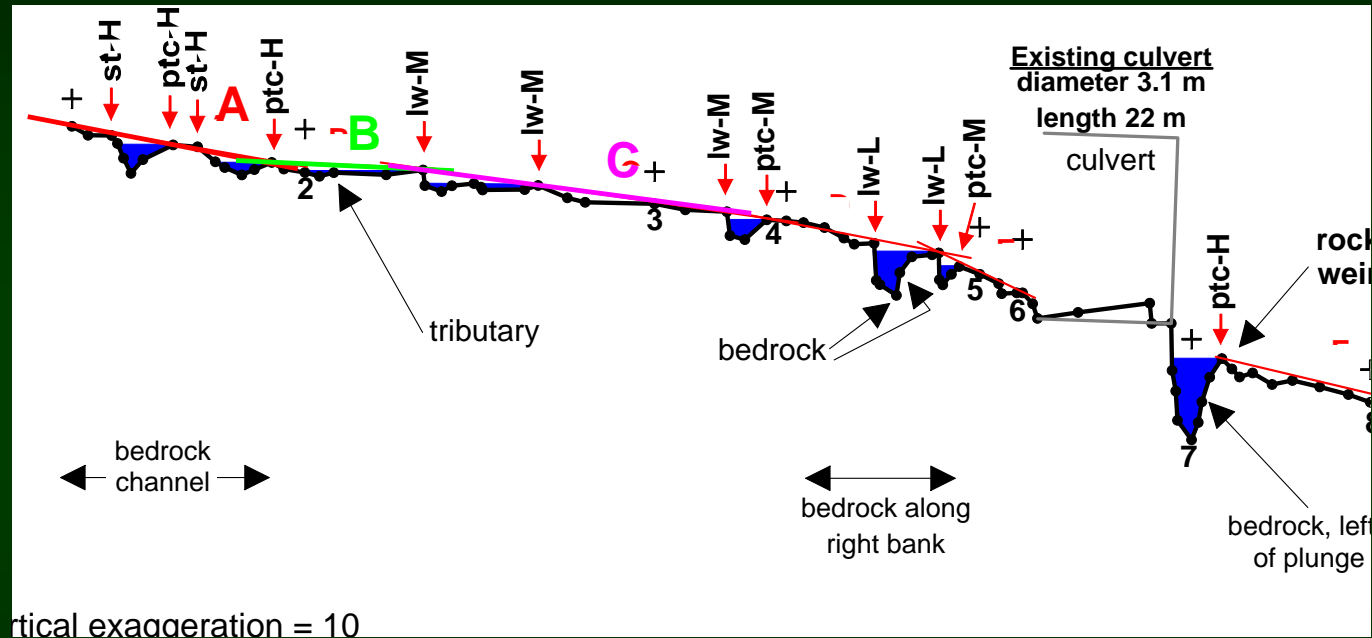 st-H
ptc-H
st-H
A
ptc-H
B
lw-M
lw-M
C
lw-M
ptc-M
lw-L
lw-L
ptc-M
Existing culvert
diameter 3.1 m
length 22 m
culvert
ptc-H
2
3
4
5
6
7
tributary
bedrock
bedrock
channel
bedrock along
right bank
bedrock, left
of plunge
rtical exaggeration = 10